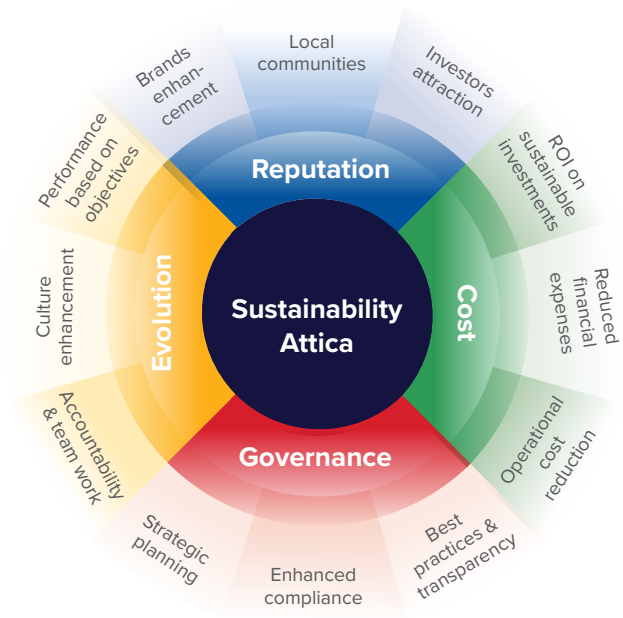 Sustainability
Attica
Reputation
Brands
enhan-
cement
Local
communities
Investors
attraction
Cost
ROI on
sustainable
investments
Reduced
financial
expenses
Operational
cost
reduction
Governance
Best
practices &
transparency
Enhanced
compliance
Strategic
planning
Evolution
Accountability
& team work
Culture
enhancement
Performance
based on
objectives